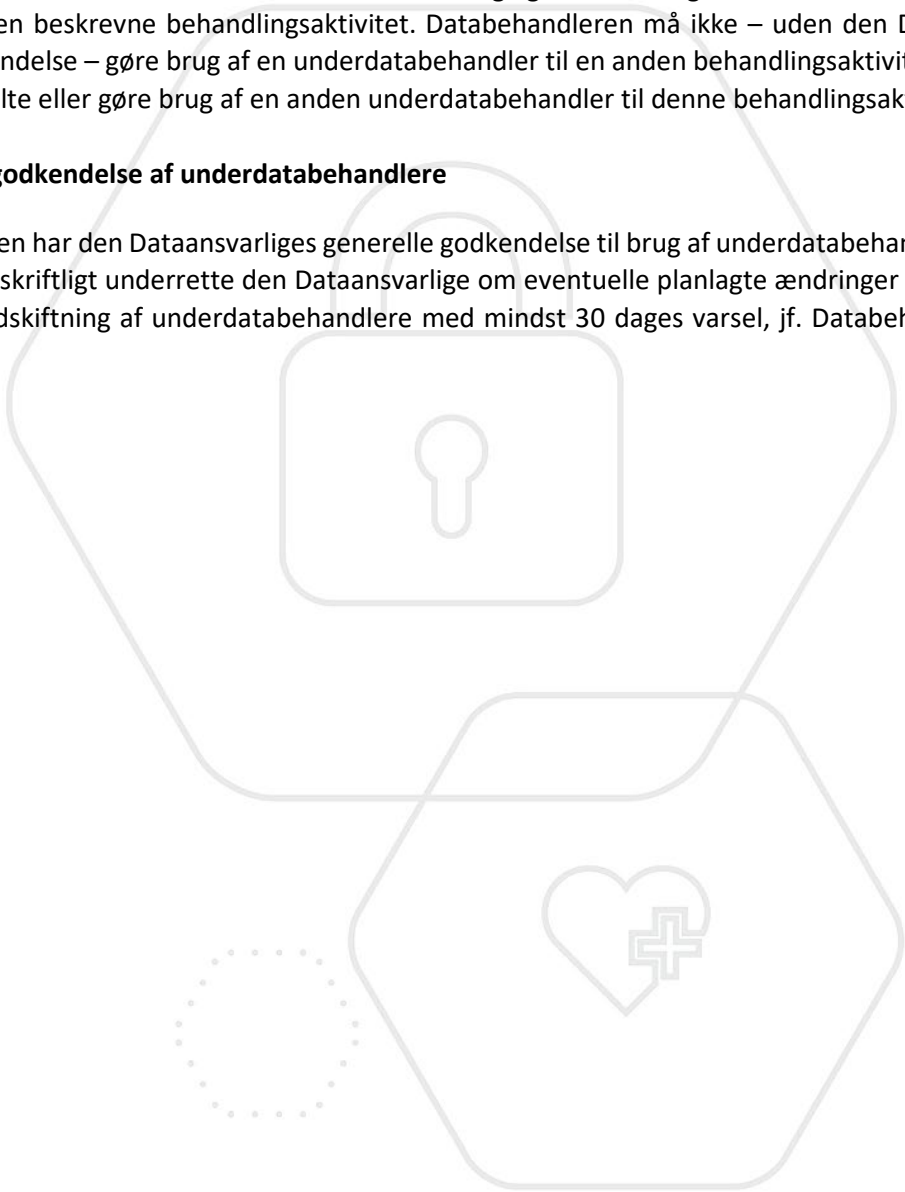 en beskrevne behandlingsaktivitet. Databehandleren må ikke – uden den D
ndelse – gøre brug af en underdatabehandler til en anden behandlingsaktivit
lte eller gøre brug af en anden underdatabehandler til denne behandlingsak
godkendelse af underdatabehandlere
en har den Dataansvarliges generelle godkendelse til brug af underdatabehan
skriftligt underrette den Dataansvarlige om eventuelle planlagte ændringer
dskiftning af underdatabehandlere med mindst 30 dages varsel, jf. Databeh